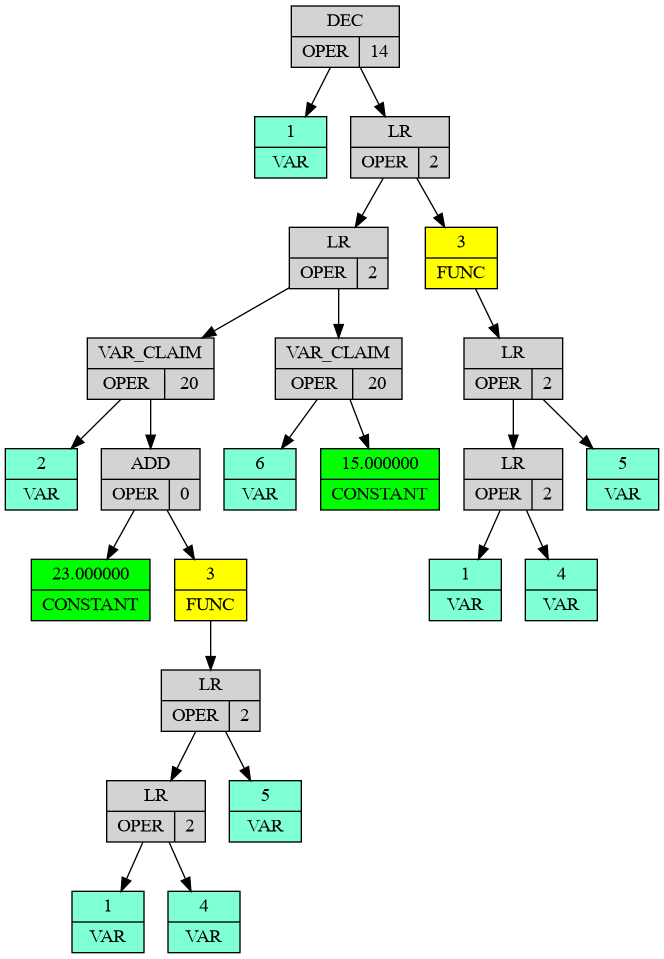 DEC
OPER 14
1
VAR
LR
OPER 2
LR
OPER 2
3
FUNC
VAR_CLAIM
OPER 20
VAR_CLAIM
OPER 20
LR
OPER 2
2
VAR
ADD
OPER 0
6
VAR
15.000000
CONSTANT
LR
OPER 2
5
VAR
23.000000
CONSTANT
3
FUNC
1
VAR
4
VAR
LR
OPER 2
LR
OPER 2
5
VAR
1
VAR
4
VAR